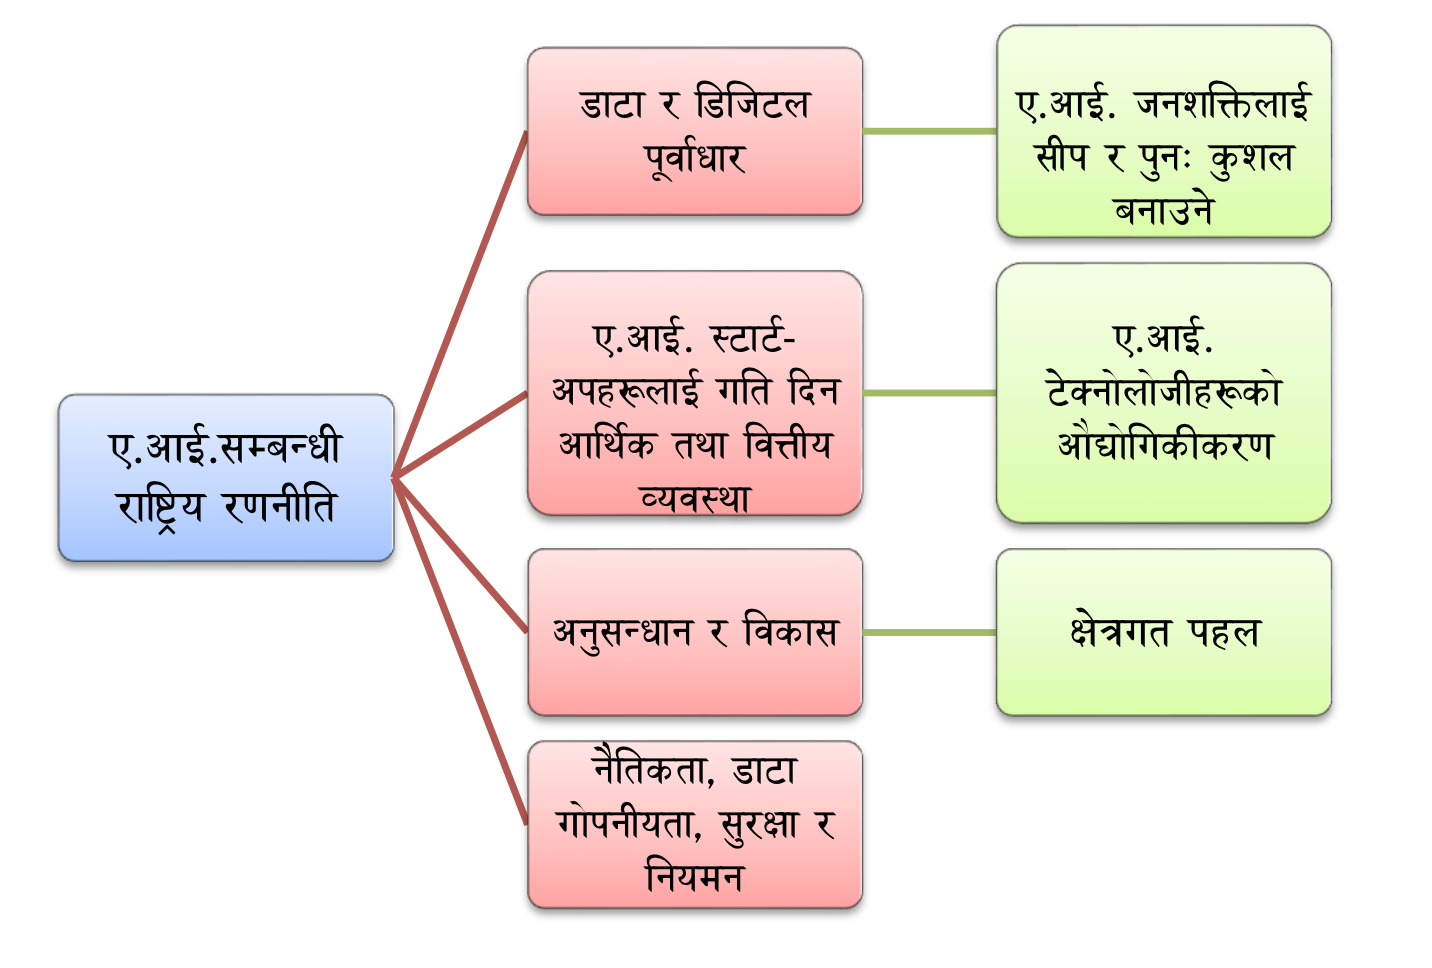 ए.आई.सम्बन्धी
राष्ट्रिय रणनीति
डाटा र डिजिटल
पूर्वाधार
ए.आई. जनशक्तिलाई
सीप र पुनः कुशल
बनाउने
ए.आई. स्टार्ट-
अपहरूलाई गति दिन
आर्थिक तथा वित्तीय
व्यवस्था
ए.आई.
टेक्नोलोजीहरूको
औद्योगिकीकरण
अनुसन्धान र विकास
क्षेत्रगत पहल
नैतिकता, डाटा
गोपनीयता, सुरक्षा र
नियमन